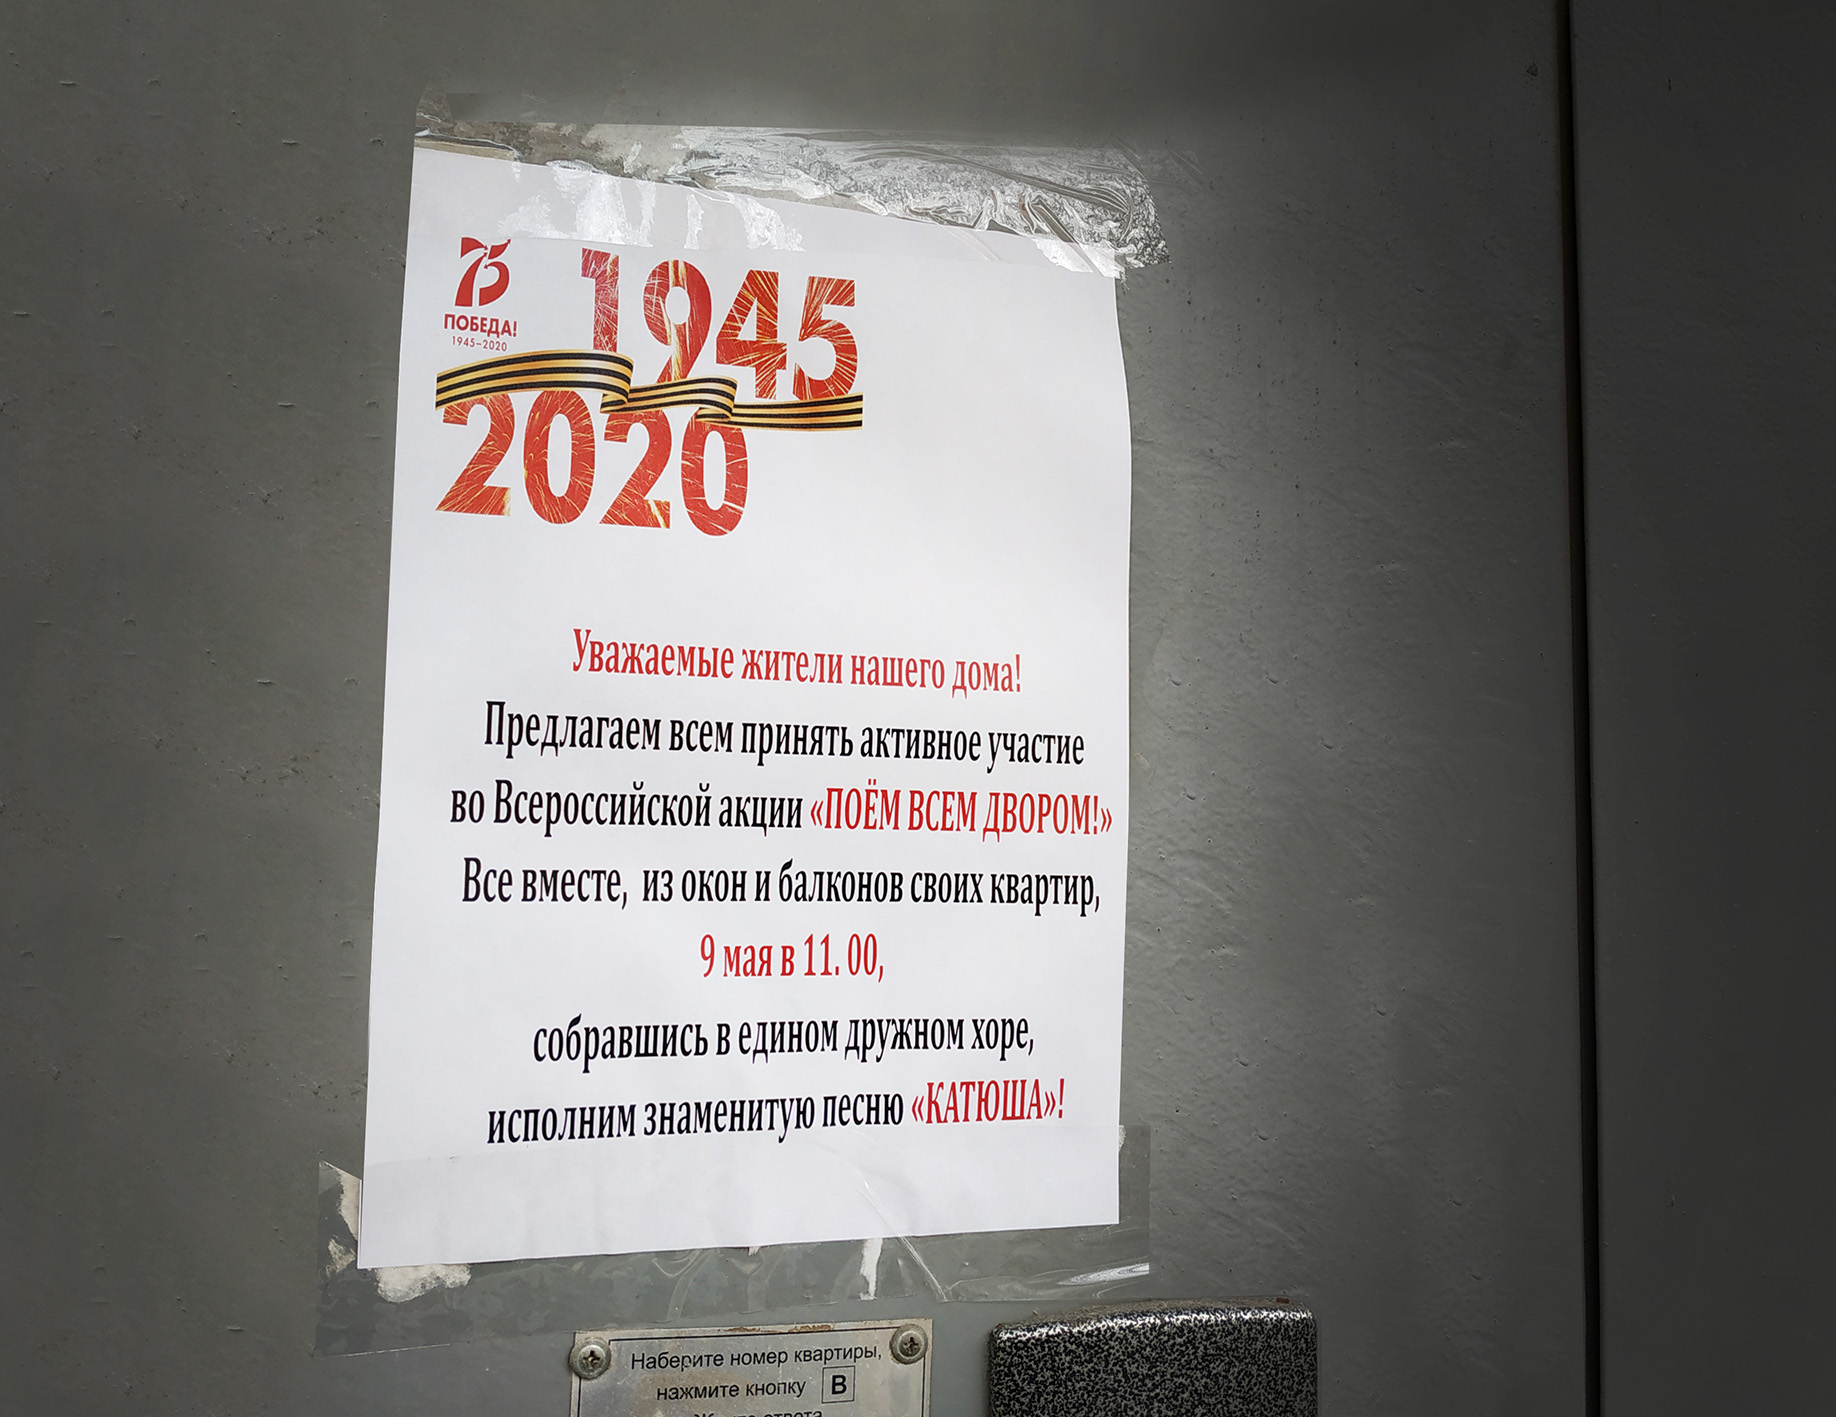 75
ПОБЕДА!
1945–2020
1945
2020
Уважаемые жители нашего дома!
Предлагаем всем принять активное участие
во Всероссийской акции «ПОЁМ ВСЕМ ДВОРОМ!»
Все вместе, из окон и балконов своих квартир,
9 мая в 11. 00,
собравшись в едином дружном хоре,
исполним знаменитую песню «КАТЮША»!
Наберите номер квартиры,
нажмите кнопку В
ответа